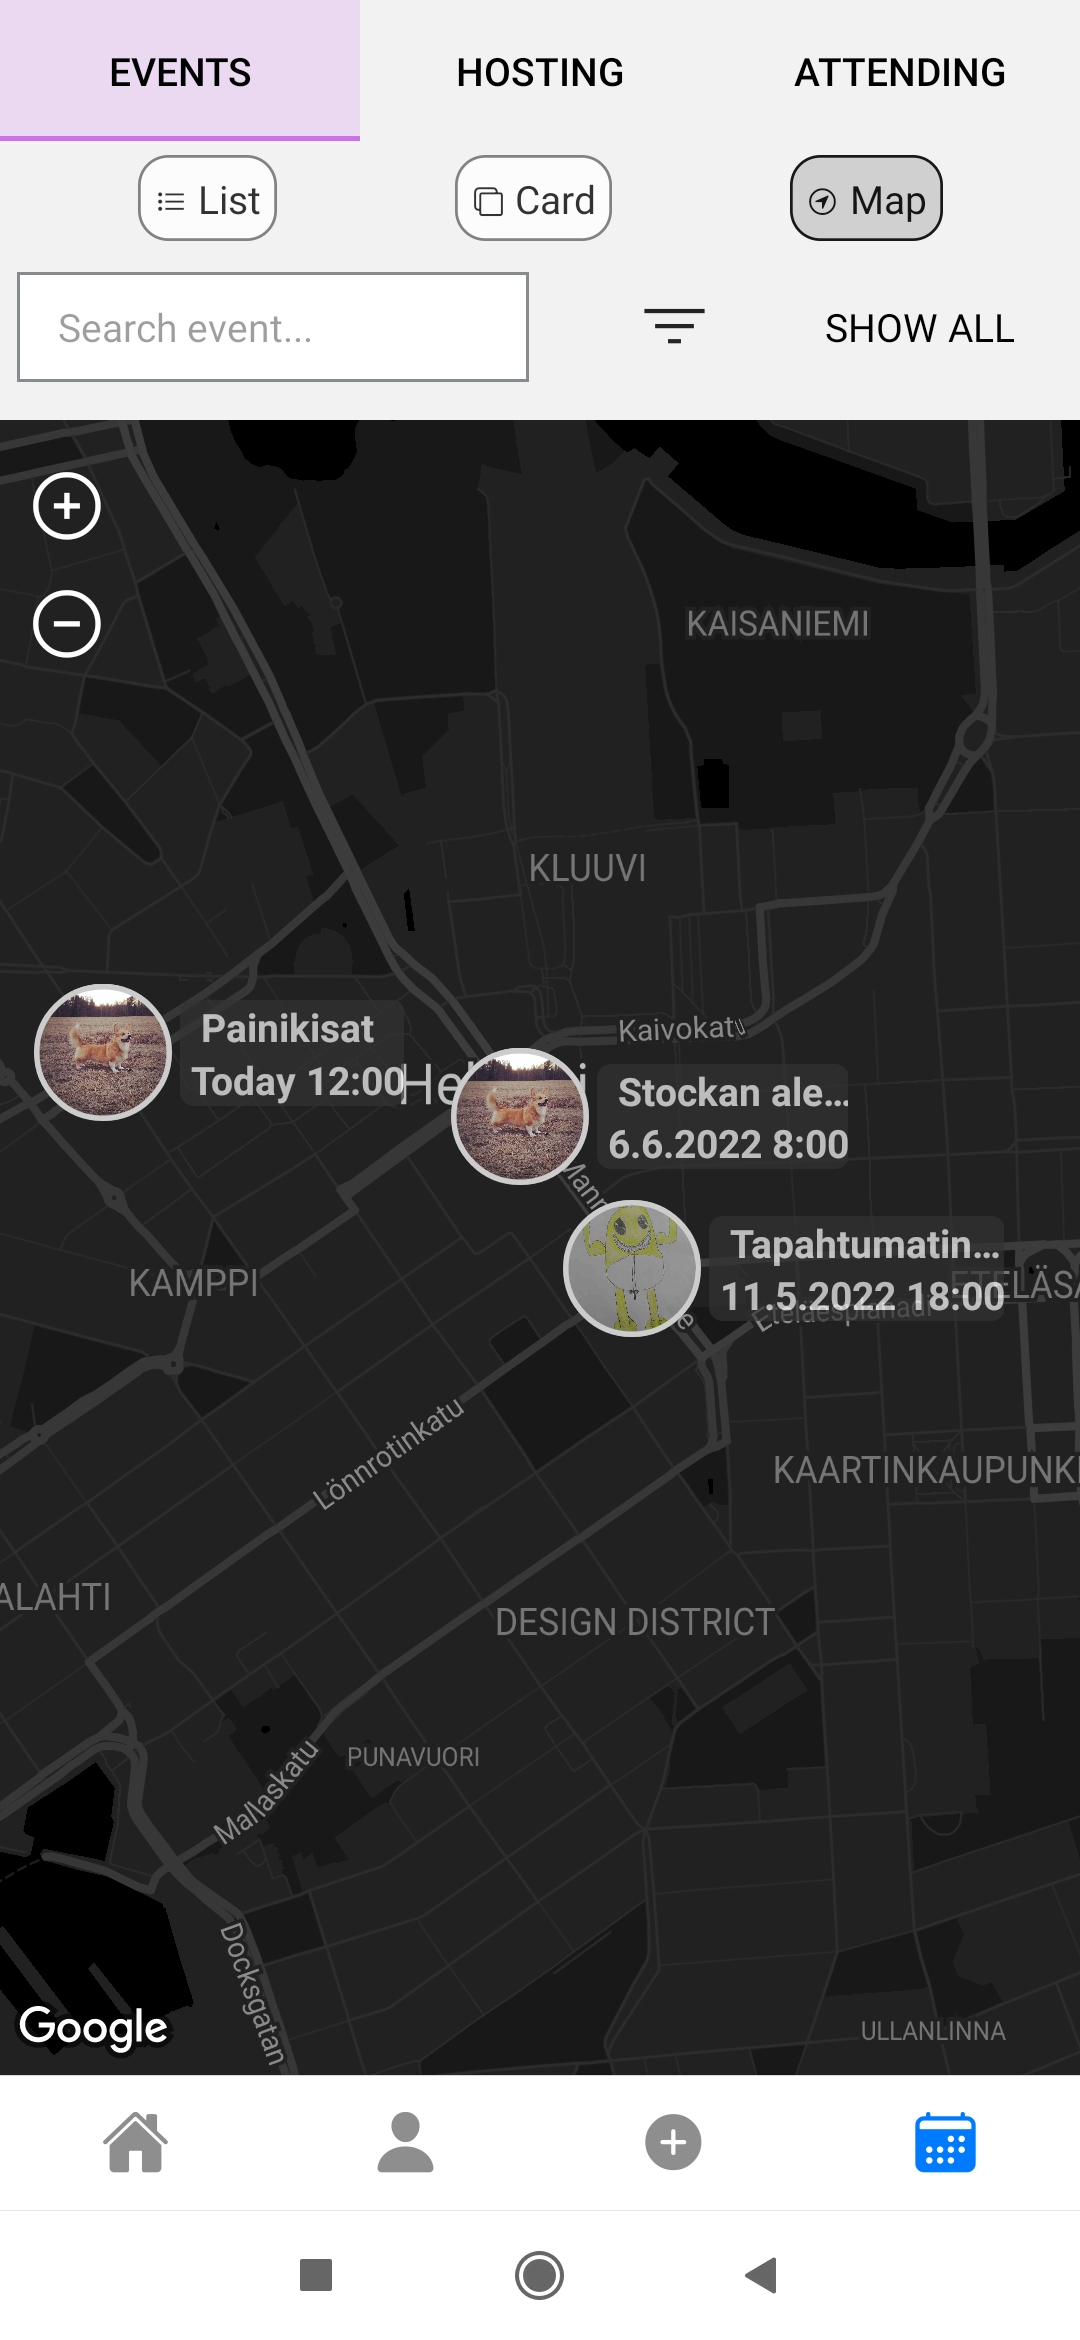 EVENTS
HOSTING
ATTENDING
List
Card
Map
Search event...
SHOW ALL
KAISANIEMI
KLUUVI
Kaivokatu
Painikisat
Today 12:00
Stockan ale...
6.6.2022 8:00
Tapahtumatin...
11.5.2022 18:00
Eteläesplanadi
KAMPPI
Lönnrotinkatu
KAARTINKAUPUNKI
DESIGN DISTRICT
PUNAVUORI
Mallaskatu
Docksgatan
Google
ULLANLINNA